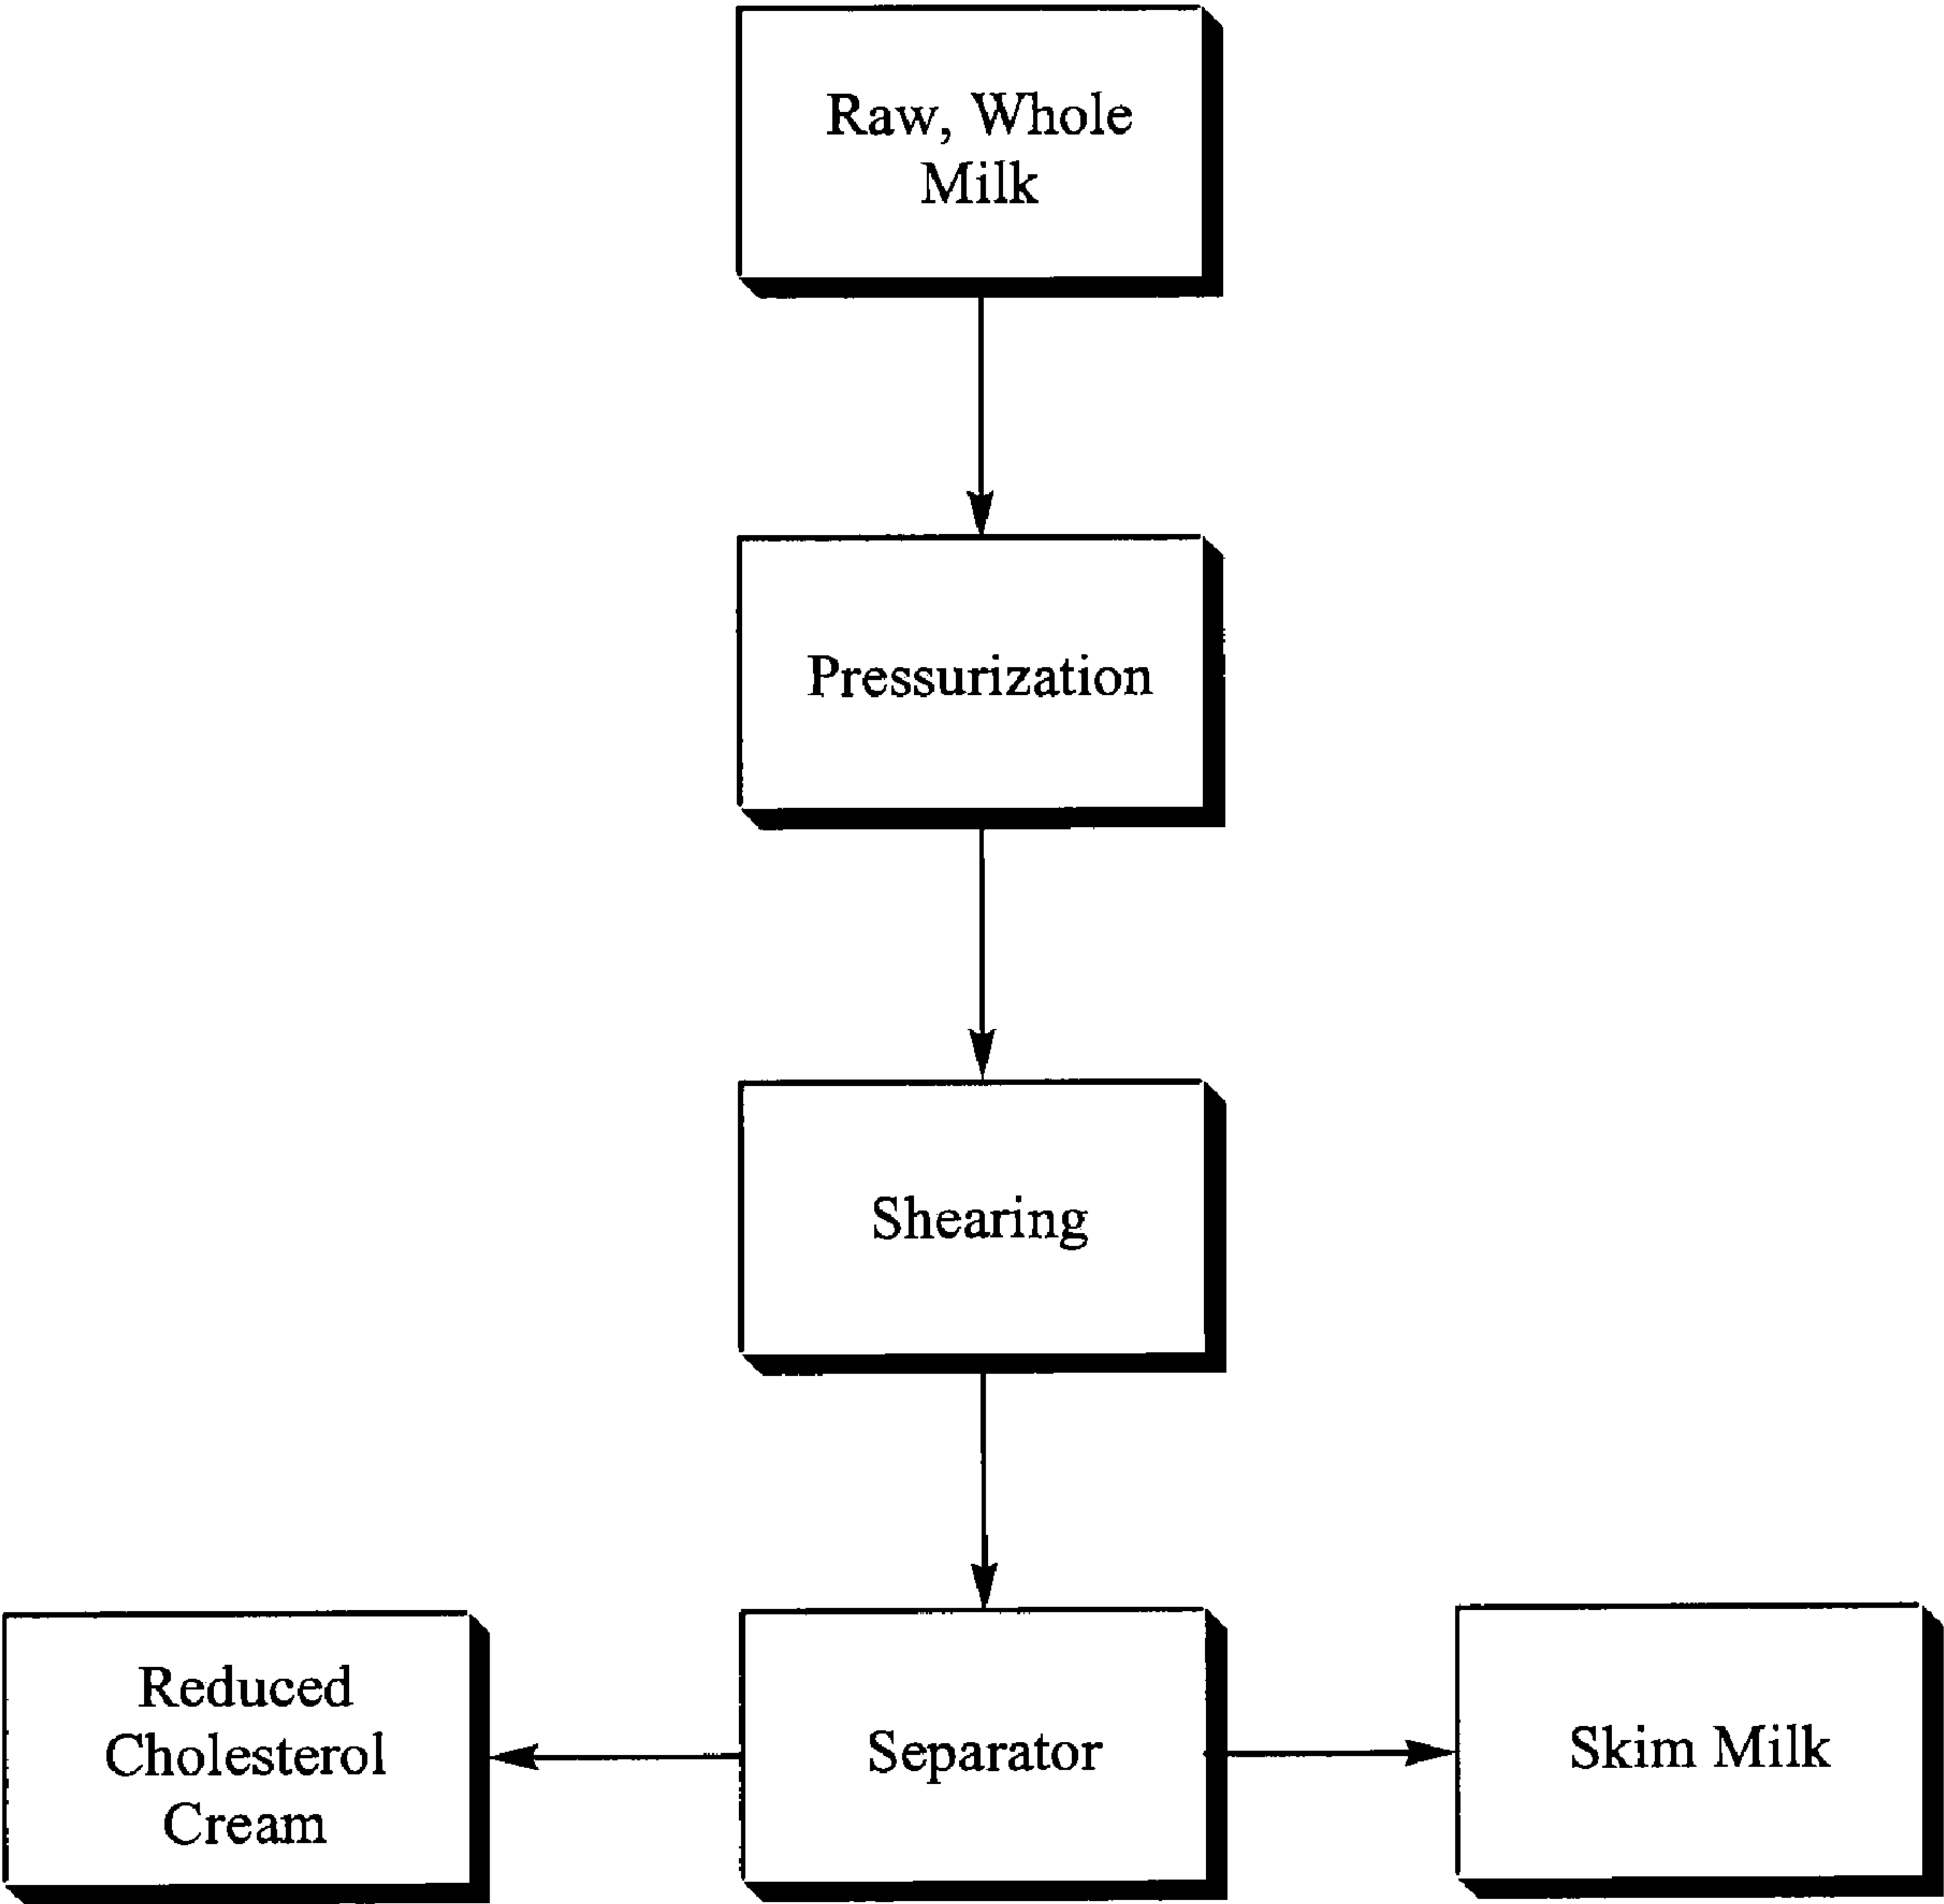 Raw, Whole
Milk
Pressurization
Shearing
Reduced
Cholesterol
Cream
Separator
Skim Milk